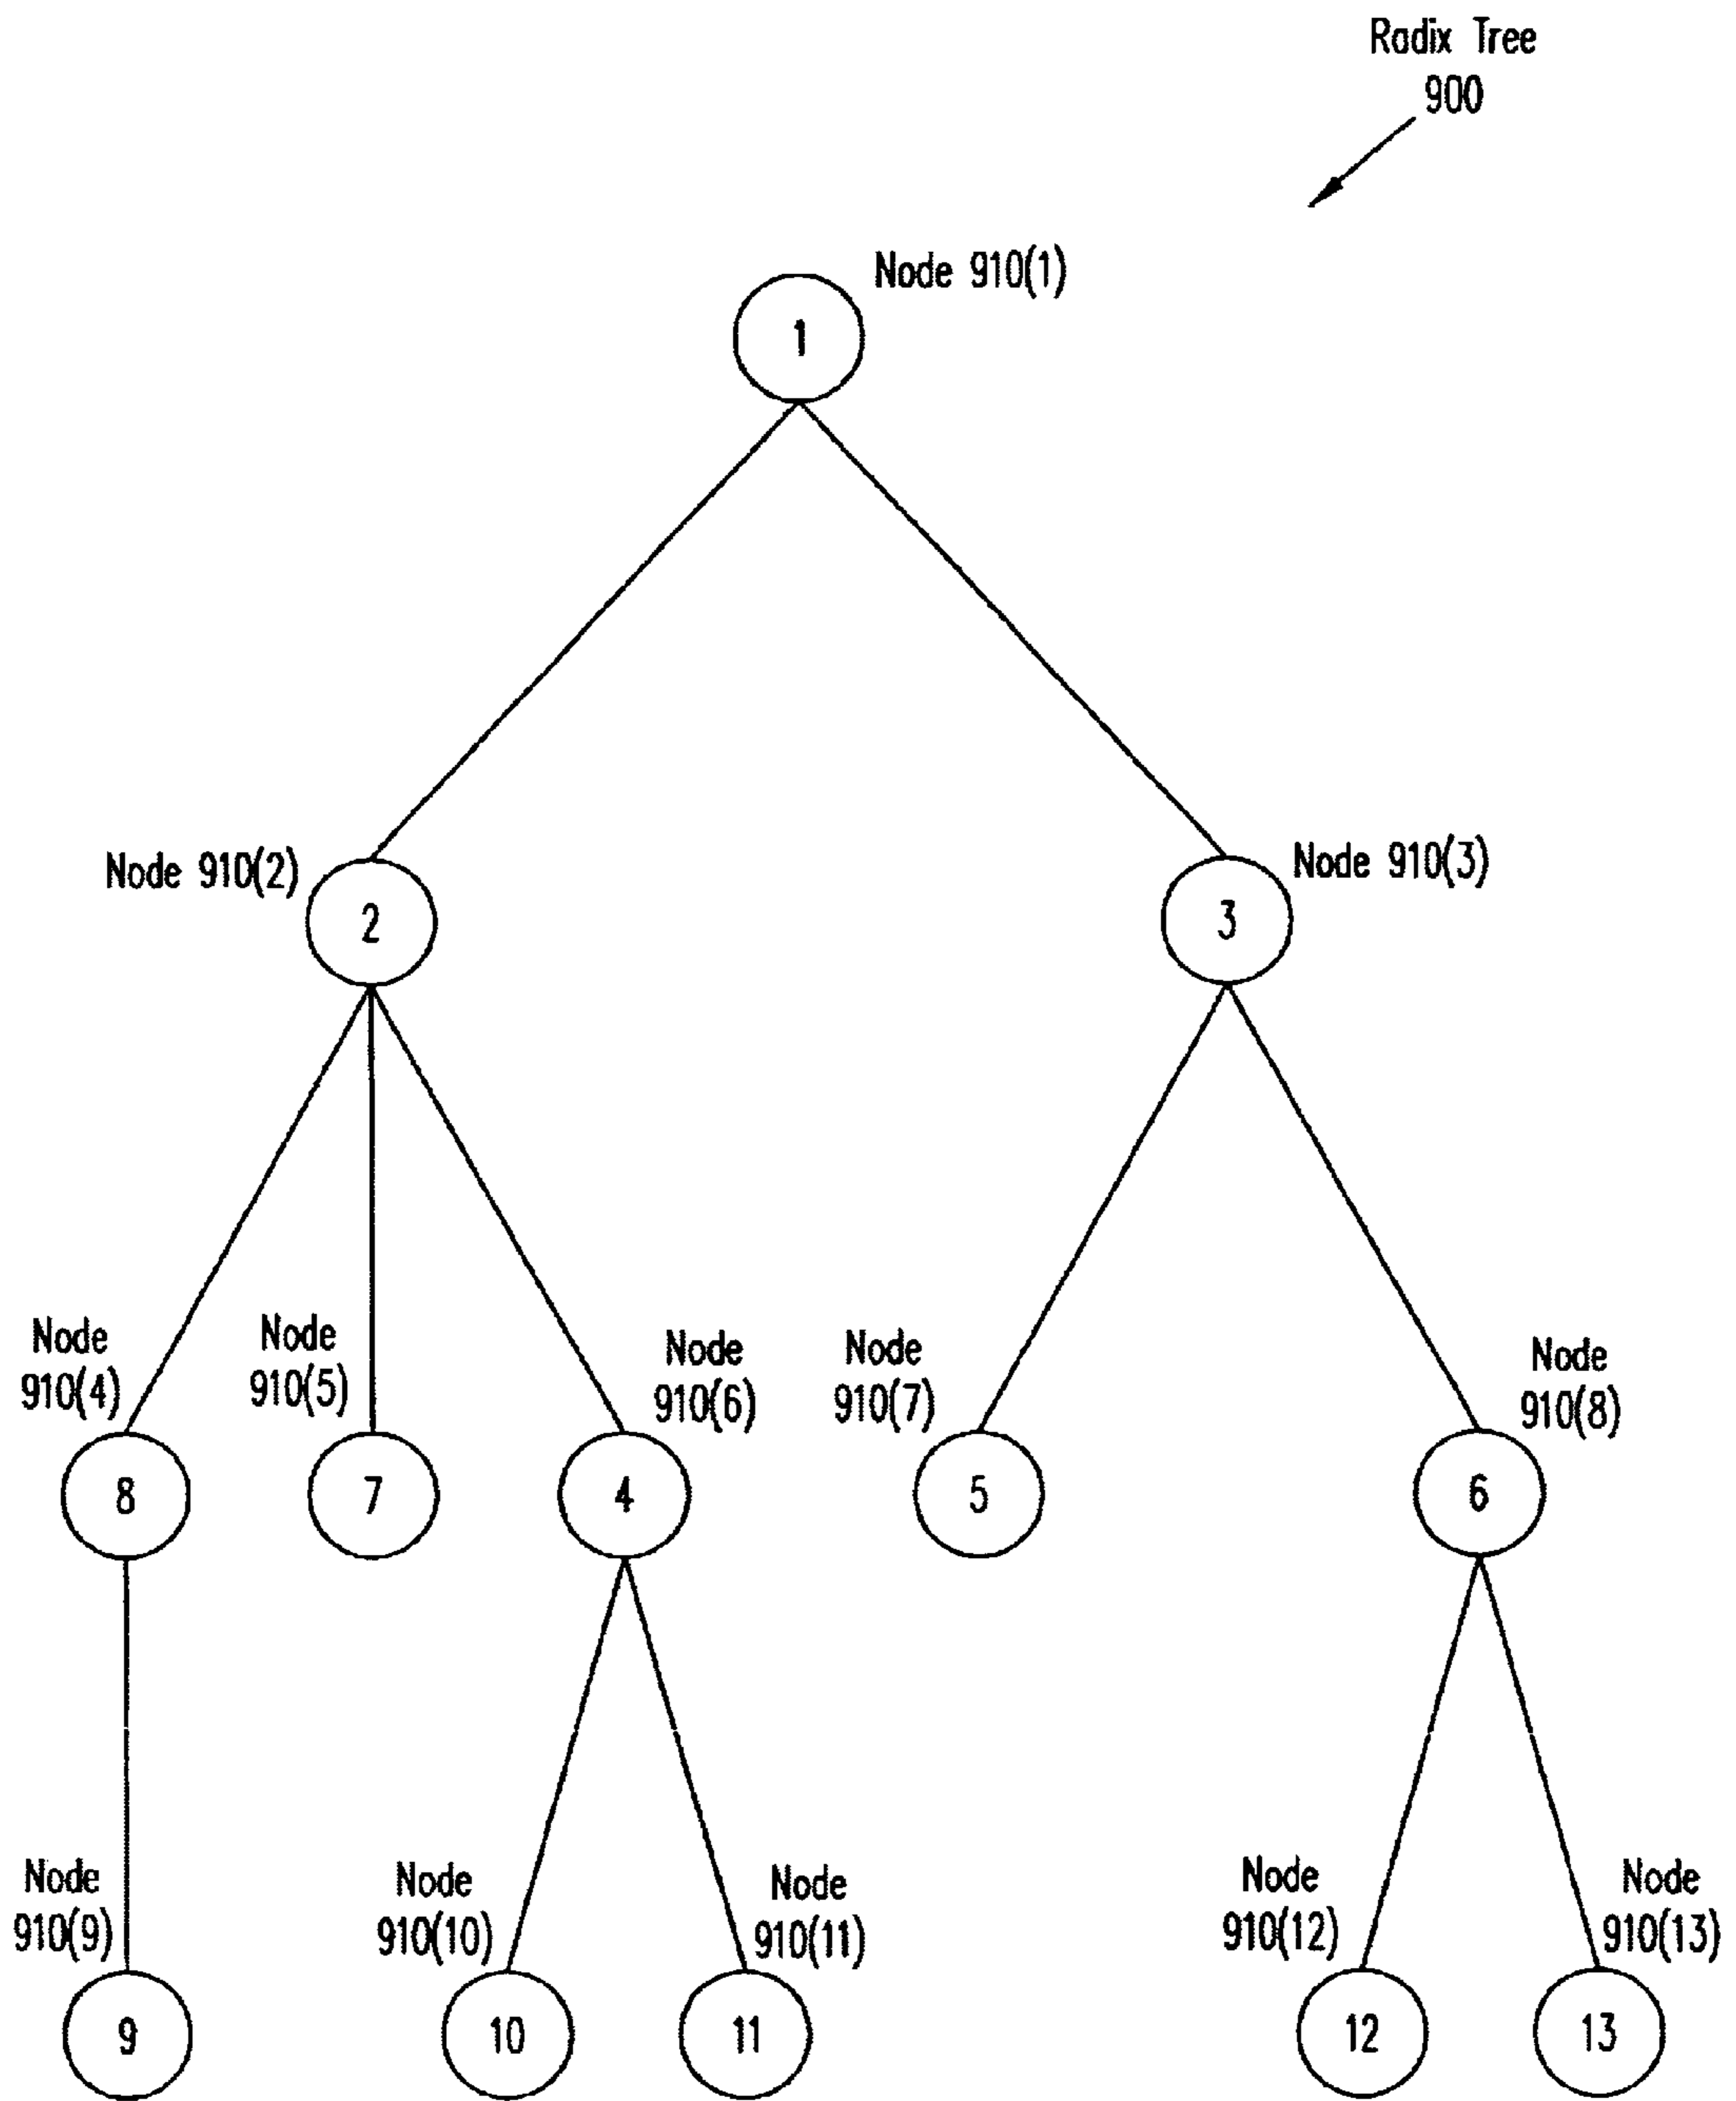 Radix Tree
900
Node 910(1)
1
Node 910(2)
2
Node 910(3)
3
Node
910(4)
8
Node
910(5)
7
Node
910(6)
4
Node
910(7)
5
Node
910(8)
6
Node
910(9)
9
Node
910(10)
10
Node
910(11)
11
Node
910(12)
12
Node
910(13)
13